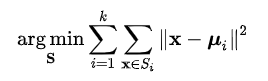 arg min_S ∑_{i=1}^{k} ∑_{x∈S_i} ‖x − μ_i‖²